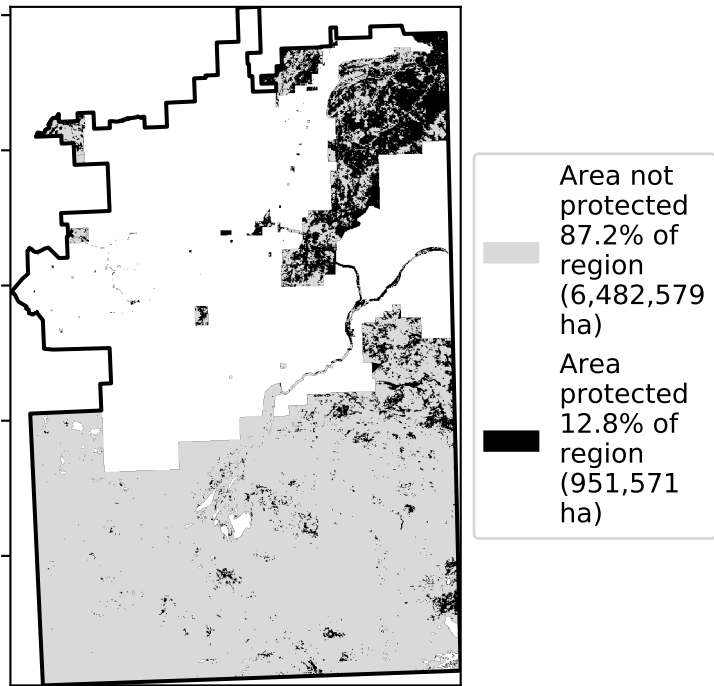 Area not
protected
87.2% of
region
(6,482,579
ha)
Area
protected
12.8% of
region
(951,571
ha)